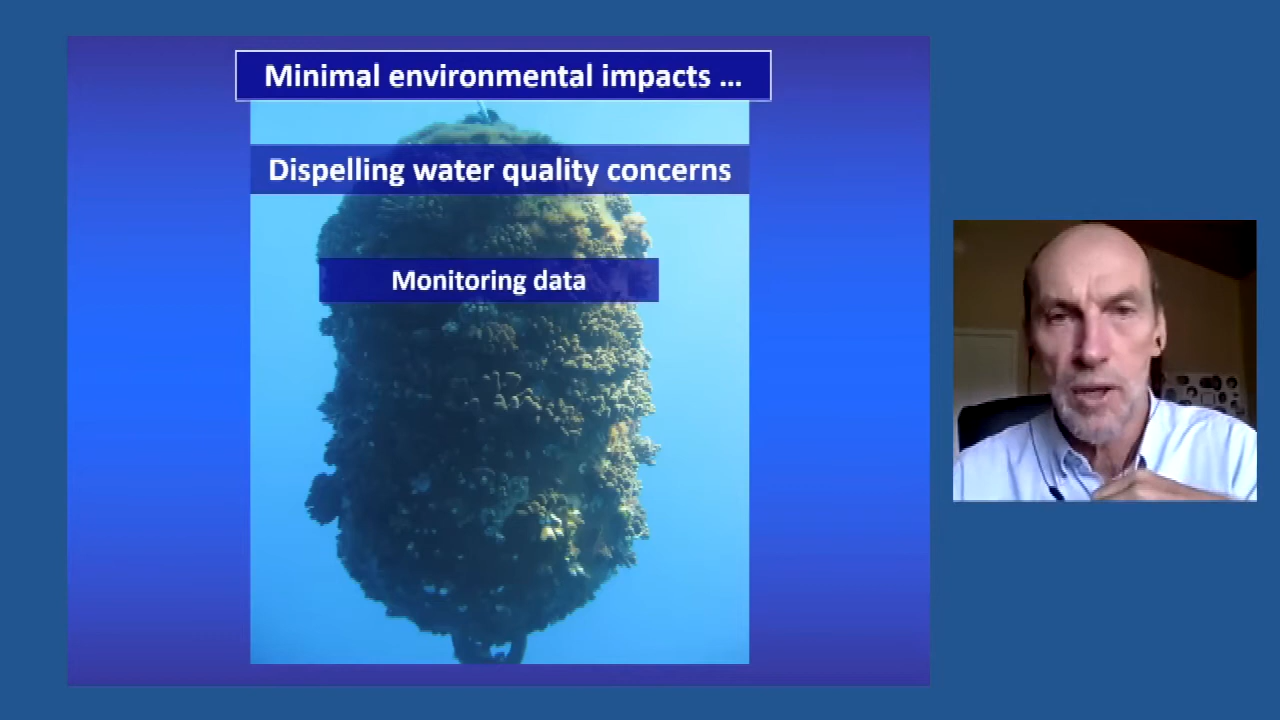 Minimal environmental impacts ...
Dispelling water quality concerns
Monitoring data